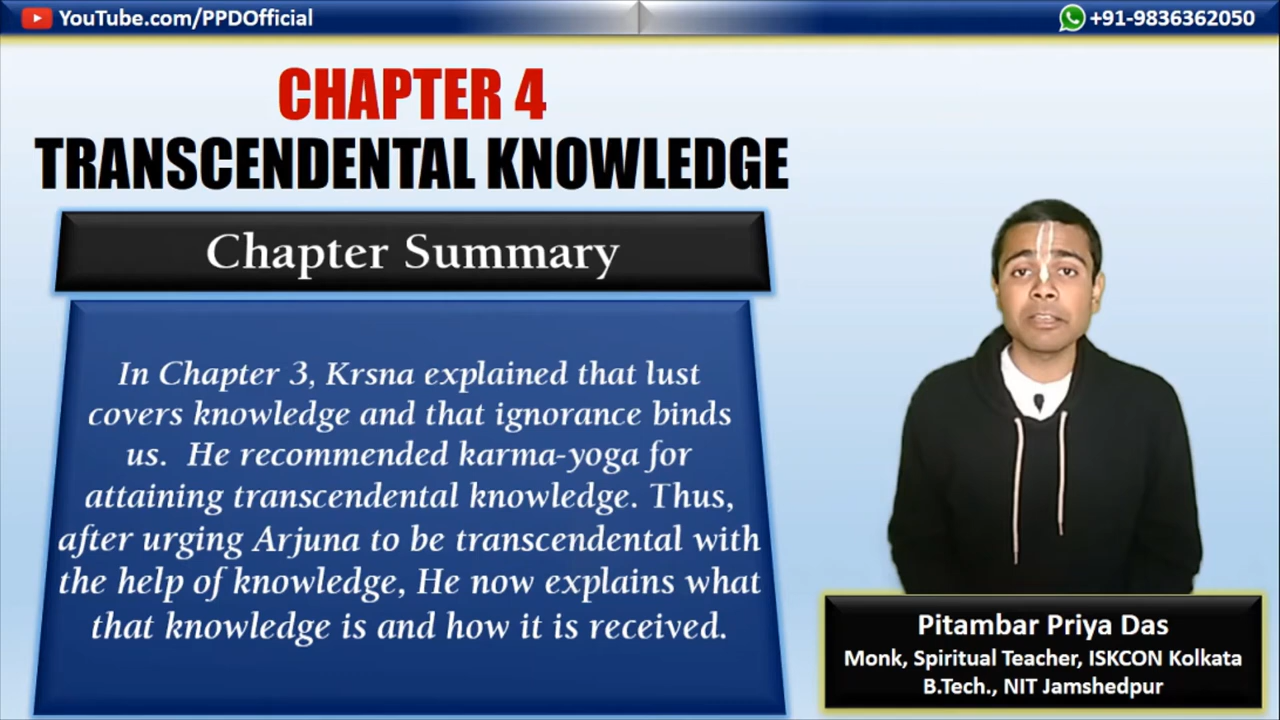 YouTube.com/PPDOfficial
+91-9836362050
CHAPTER 4
TRANSCENDENTAL KNOWLEDGE
Chapter Summary
In Chapter 3, Krsna explained that lust
covers knowledge and that ignorance binds
us. He recommended karma-yoga for
attaining transcendental knowledge. Thus,
after urging Arjuna to be transcendental with
the help of knowledge, He now explains what
that knowledge is and how it is received.
Pitambar Priya Das
Monk, Spiritual Teacher, ISKCON Kolkata
B.Tech., NIT Jamshedpur